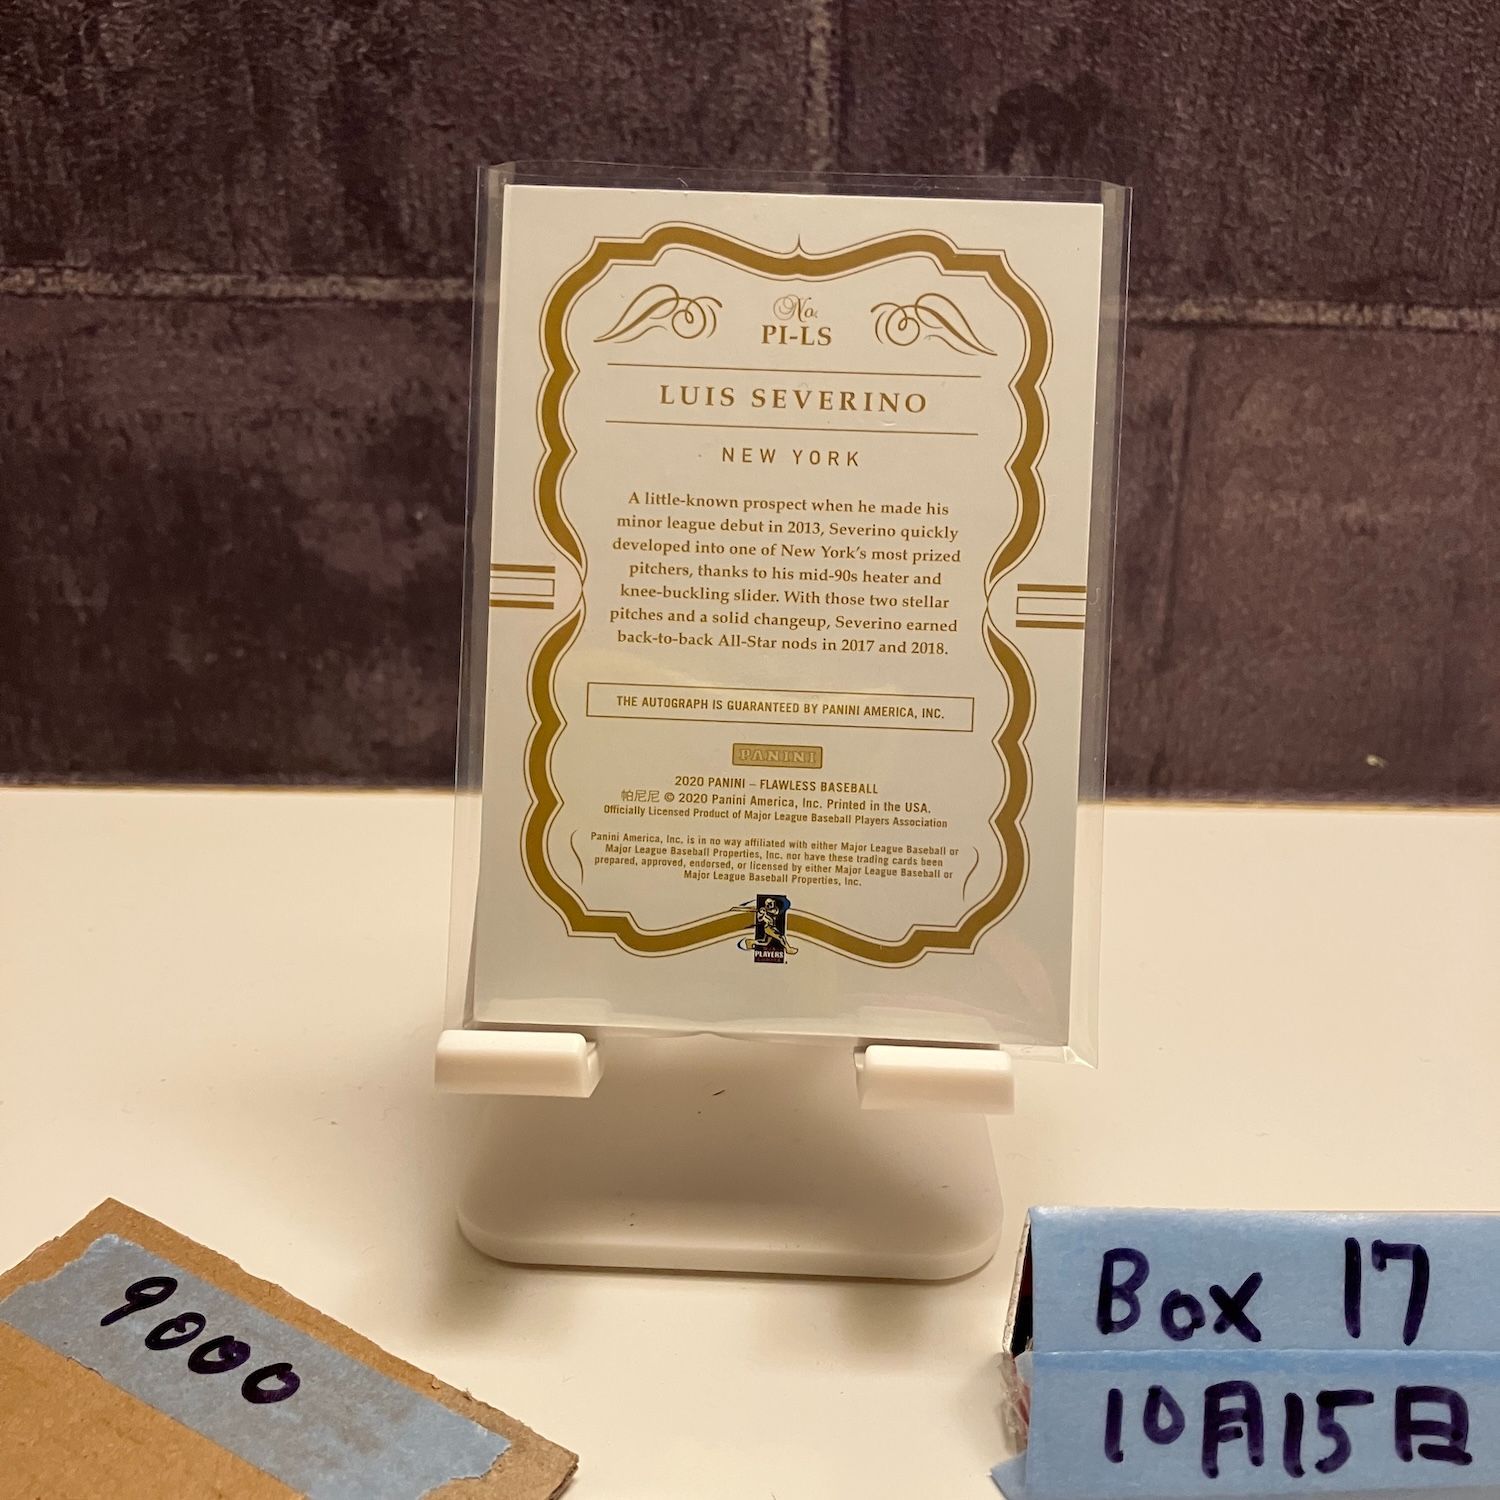 No.
PI-LS
LUIS SEVERINO
NEW YORK
A little-known prospect when he made his
minor league debut in 2013, Severino quickly
developed into one of New York's most prized
pitchers, thanks to his mid-90s heater and
knee-buckling slider. With those two stellar
pitches and a solid changeup, Severino earned
back-to-back All-Star nods in 2017 and 2018.
THE AUTOGRAPH IS GUARANTEED BY PANINI AMERICA, INC.
PANINI
2020 PANINI – FLAWLESS BASEBALL
帕尼尼 © 2020 Panini America, Inc. Printed in the USA.
Officially Licensed Product of Major League Baseball Players Association
Panini America, Inc. is in no way affiliated with either Major League Baseball or
Major League Baseball Properties, Inc. nor have these trading cards been
prepared, approved, endorsed, or licensed by either Major League Baseball or
Major League Baseball Properties, Inc.
PLAYERS
9000
Box 17
10月15日